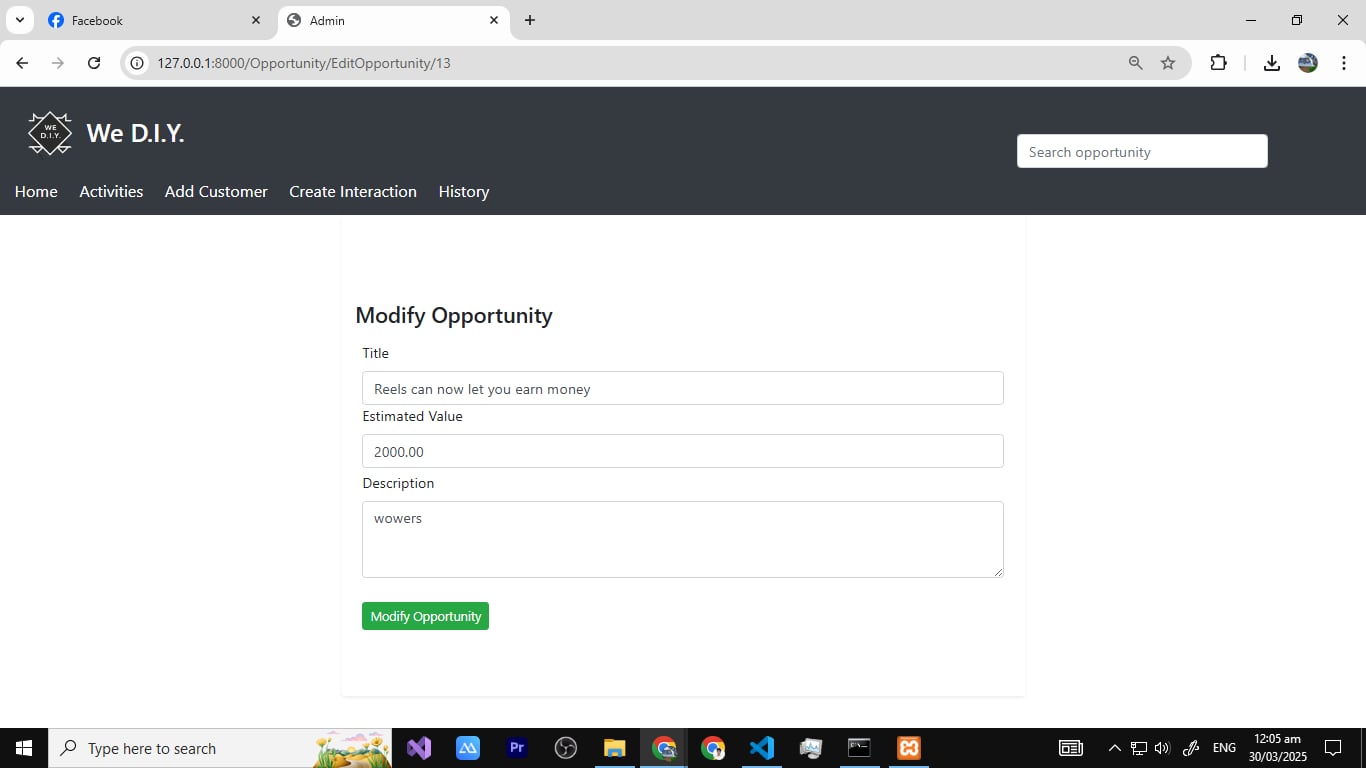 Facebook
Admin
127.0.0.1:8000/Opportunity/EditOpportunity/13
WE
D.I.Y.
We D.I.Y.
Search opportunity
Home Activities Add Customer Create Interaction History
Modify Opportunity
Title
Reels can now let you earn money
Estimated Value
2000.00
Description
wowers
Modify Opportunity
Type here to search
Pr
ENG
12:05 am
30/03/2025